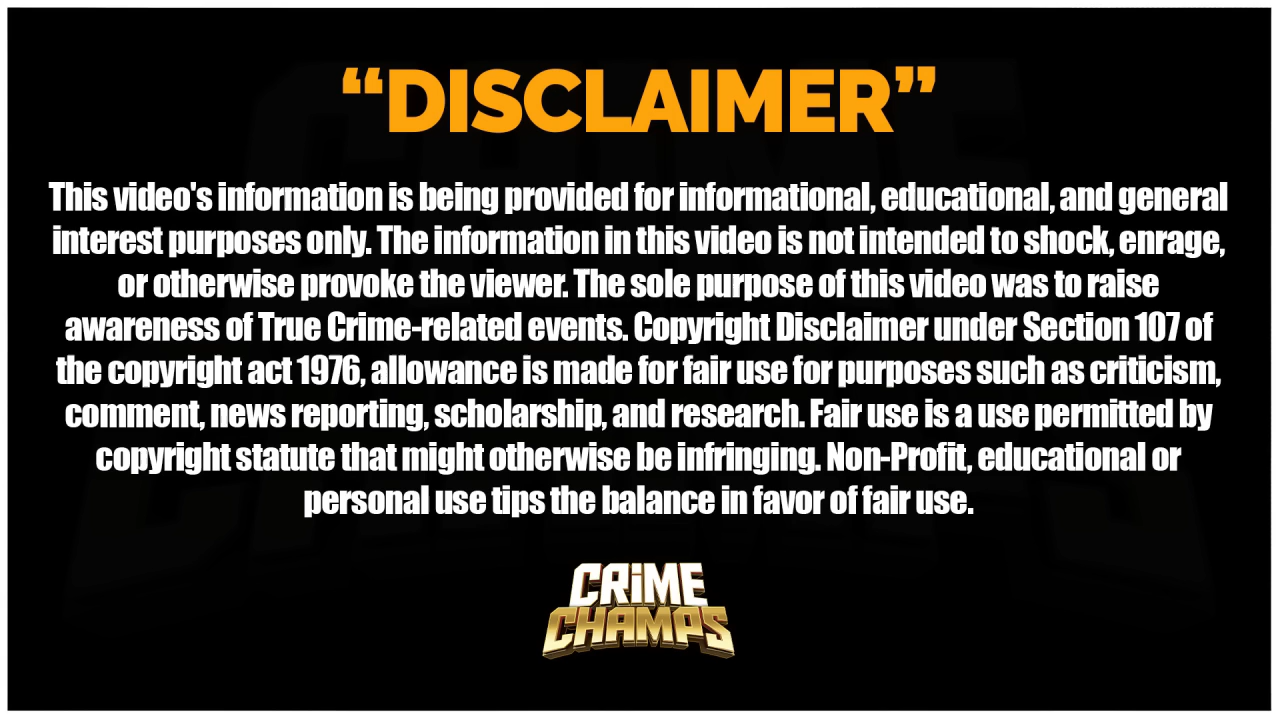 “DISCLAIMER”
This video's information is being provided for informational, educational, and general
interest purposes only. The information in this video is not intended to shock, enrage,
or otherwise provoke the viewer. The sole purpose of this video was to raise
awareness of True Crime-related events. Copyright Disclaimer under Section 107 of
the copyright act 1976, allowance is made for fair use for purposes such as criticism,
comment, news reporting, scholarship, and research. Fair use is a use permitted by
copyright statute that might otherwise be infringing. Non-Profit, educational or
personal use tips the balance in favor of fair use.
CRiME
CHAMPS